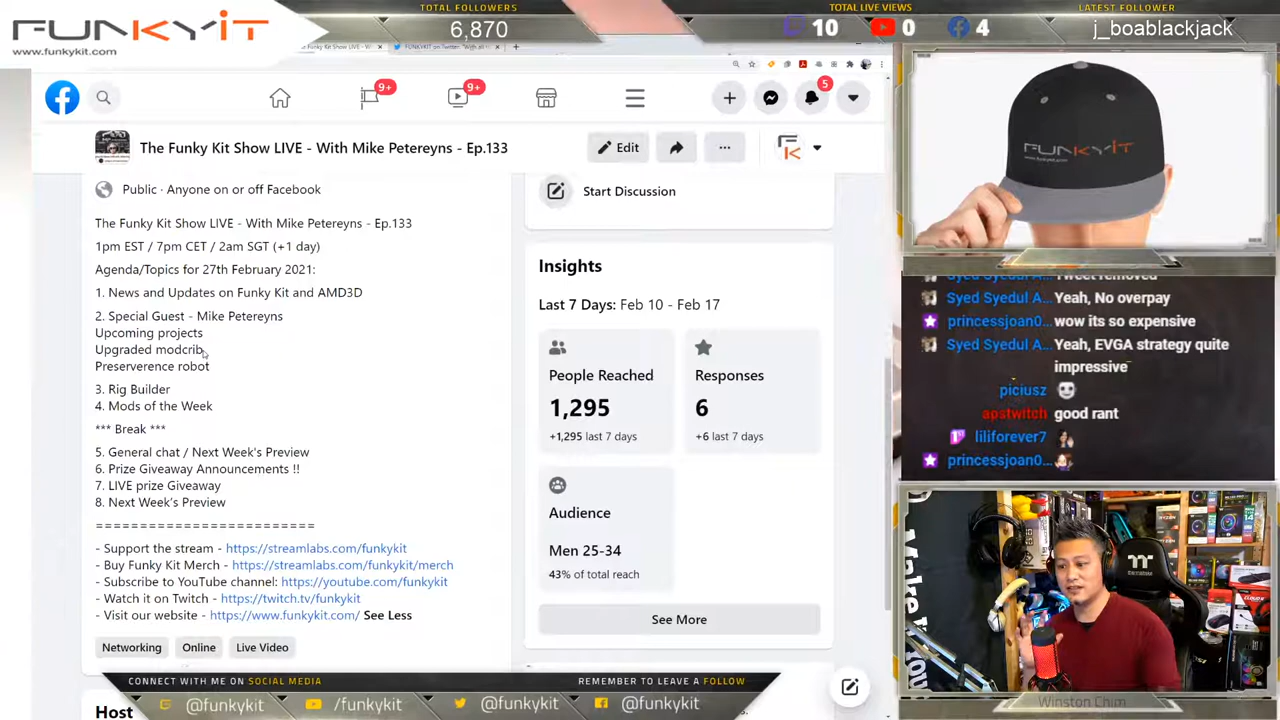 FUNKYiT
www.funkykit.com
TOTAL FOLLOWERS
6,870
TOTAL LIVE VIEWS
10
0
4
LATEST FOLLOWER
j_boablackjack
9+
9+
5
The Funky Kit Show LIVE - With Mike Petereyns - Ep.133
Edit
Public · Anyone on or off Facebook
The Funky Kit Show LIVE - With Mike Petereyns - Ep.133
1pm EST / 7pm CET / 2am SGT (+1 day)
Agenda/Topics for 27th February 2021:
1. News and Updates on Funky Kit and AMD3D
2. Special Guest - Mike Petereyns
Upcoming projects
Upgraded modcrib
Preserverence robot
3. Rig Builder
4. Mods of the Week
*** Break ***
5. General chat / Next Week's Preview
6. Prize Giveaway Announcements !!
7. LIVE prize Giveaway
8. Next Week's Preview
========================
- Support the stream - https://streamlabs.com/funkykit
- Buy Funky Kit Merch - https://streamlabs.com/funkykit/merch
- Subscribe to YouTube channel: https://youtube.com/funkykit
- Watch it on Twitch - https://twitch.tv/funkykit
- Visit our website - https://www.funkykit.com/ See Less
Networking
Online
Live Video
Host
Start Discussion
Insights
Last 7 Days: Feb 10 - Feb 17
People Reached
1,295
+1,295 last 7 days
Responses
6
+6 last 7 days
Audience
Men 25-34
43% of total reach
See More
FUNKYiT
Tweet removed
Syed Syedul A... Yeah, No overpay
princessjoan0... wow its so expensive
Syed Syedul A... Yeah, EVGA strategy quite
impressive
piciusz
apstwitch good rant
liliforever7
princessjoan0...
Winston Chim
CONNECT WITH ME ON SOCIAL MEDIA
REMEMBER TO LEAVE A FOLLOW
@funkykit
/funkykit
@funkykit
@funkykit